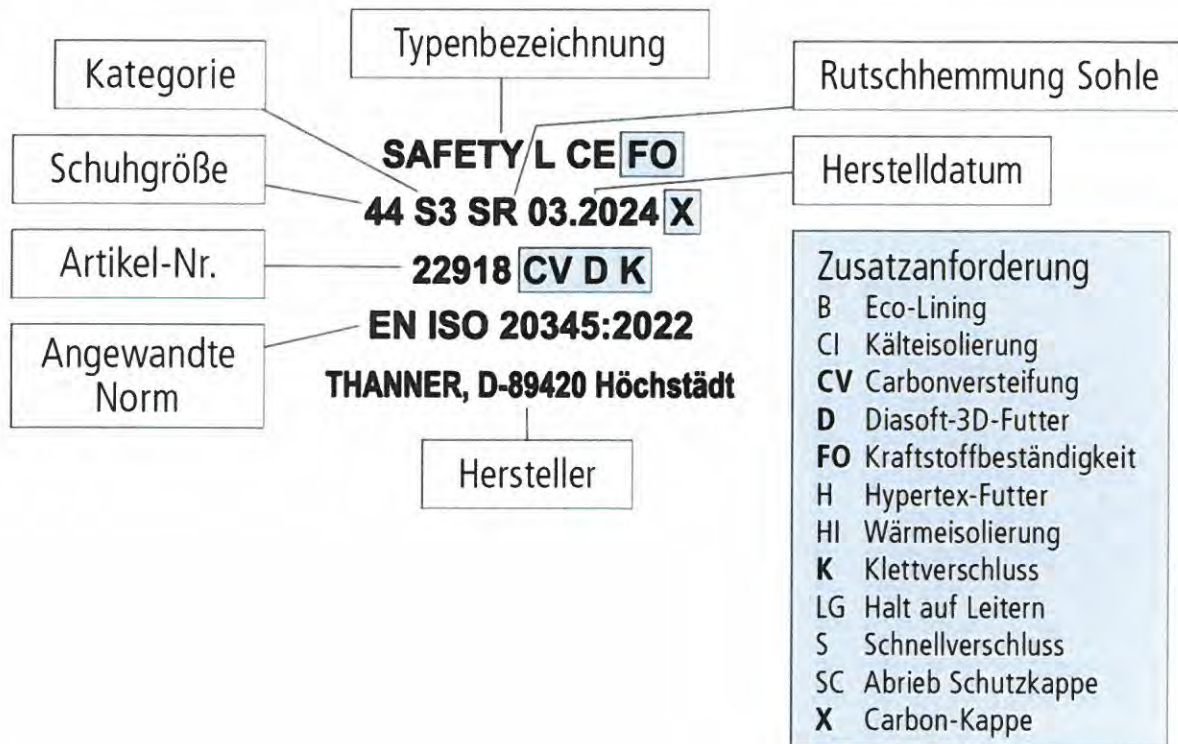 Typenbezeichnung
Kategorie
Rutschhemmung Sohle
SAFETY L CE FO
Schuhgröße
Herstelldatum
44 S3 SR 03.2024 X
Artikel-Nr.
22918 CV D K
Angewandte
Norm
EN ISO 20345:2022
THANNER, D-89420 Höchstädt
Hersteller
Zusatzanforderung
B Eco-Lining
CI Kälteisolierung
CV Carbonversteifung
D Diasoft-3D-Futter
FO Kraftstoffbeständigkeit
H Hypertex-Futter
HI Wärmeisolierung
K Klettverschluss
LG Halt auf Leitern
S Schnellverschluss
SC Abrieb Schutzkappe
X Carbon-Kappe